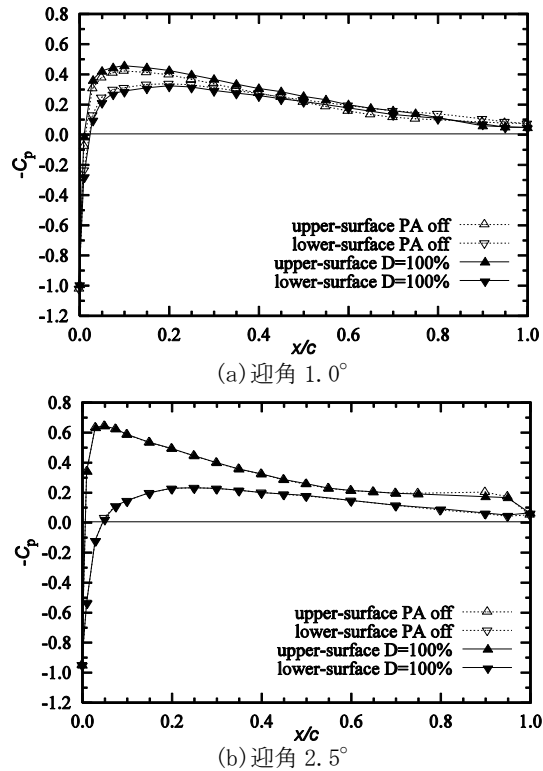 0.8
0.6
0.4
0.2
0.0
-0.2
-0.4
-0.6
-0.8
-1.0
-1.2
-Cp
upper-surface PA off
lower-surface PA off
upper-surface D=100%
lower-surface D=100%
0.0 0.2 0.4 0.6 0.8 1.0
x/c
(a)迎角 1.0°
0.8
0.6
0.4
0.2
0.0
-0.2
-0.4
-0.6
-0.8
-1.0
-1.2
-Cp
upper-surface PA off
lower-surface PA off
upper-surface D=100%
lower-surface D=100%
0.0 0.2 0.4 0.6 0.8 1.0
x/c
(b)迎角 2.5°